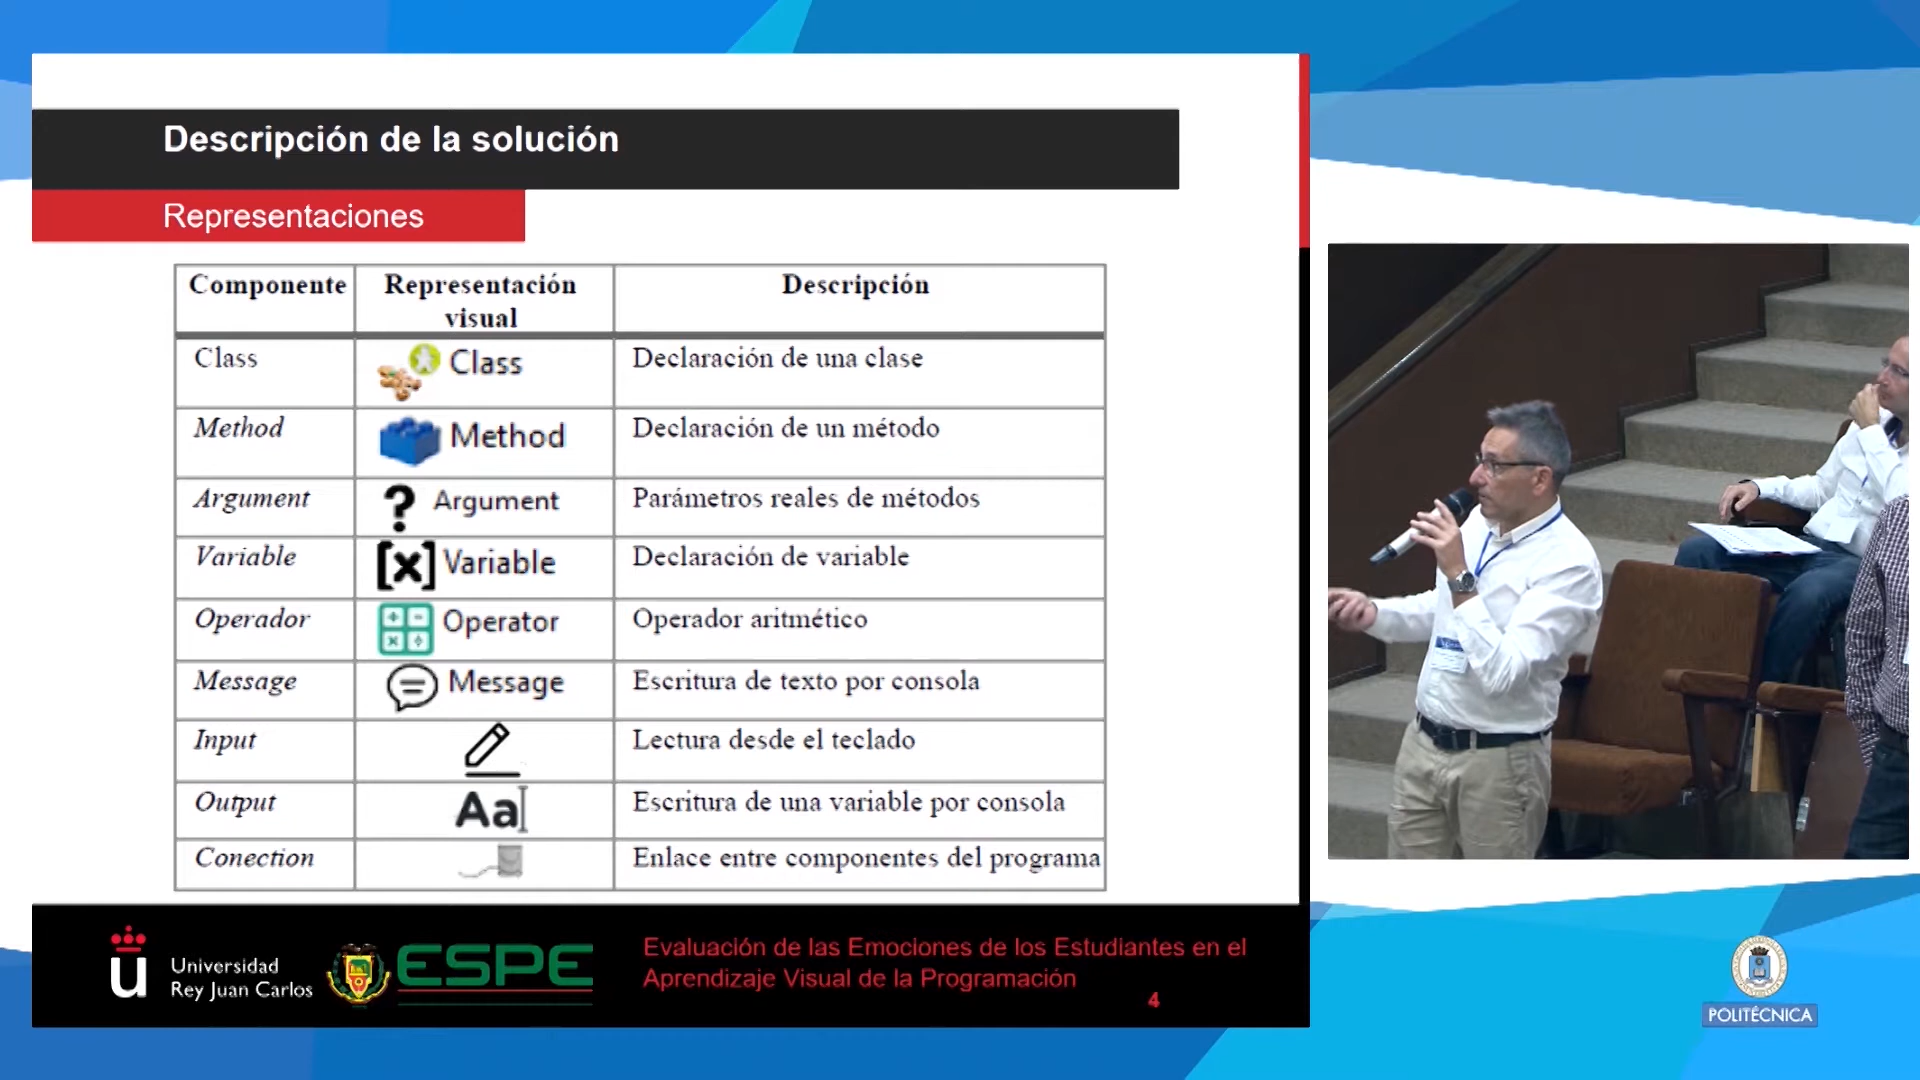 Descripción de la solución
Representaciones
Componente Representación visual Descripción
Class Class Declaración de una clase
Method Method Declaración de un método
Argument ? Argument Parámetros reales de métodos
Variable [x] Variable Declaración de variable
Operador Operator Operador aritmético
Message Message Escritura de texto por consola
Input Lectura desde el teclado
Output Aa Escritura de una variable por consola
Conection Enlace entre componentes del programa
Universidad
Rey Juan Carlos
ESPE
Evaluación de las Emociones de los Estudiantes en el
Aprendizaje Visual de la Programación
4
POLITÉCNICA